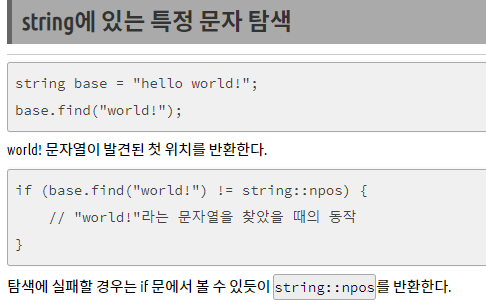 string에 있는 특정 문자 탐색
string base = "hello world!";
base.find("world!");
world! 문자열이 발견된 첫 위치를 반환한다.
if (base.find("world!") != string::npos) {
    // "world!"라는 문자열을 찾았을 때의 동작
}
탐색에 실패할 경우는 if 문에서 볼 수 있듯이 string::npos를 반환한다.